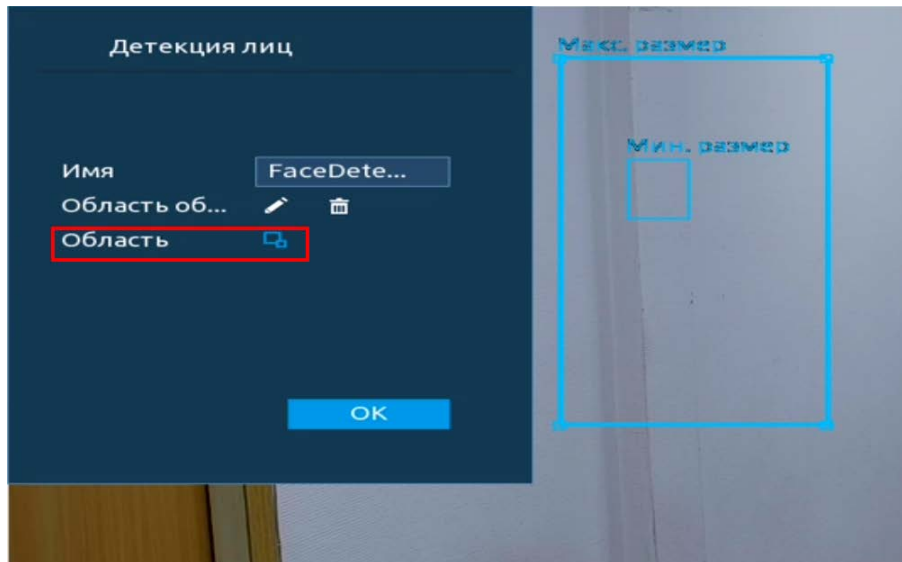 Детекция лиц
Макс. размер
Мин. размер
Имя
FaceDete...
Область об...
Область
OK